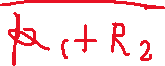 R₁ + R₂